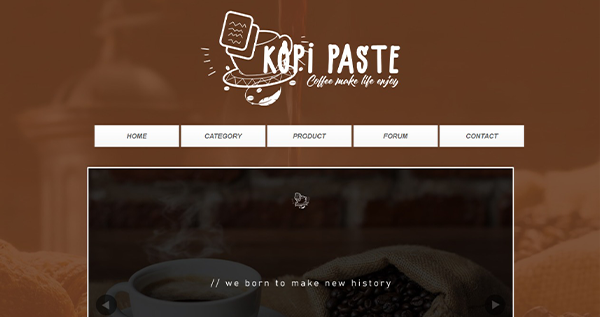 KOPi PASTE
Coffee make life enjoy
HOME
CATEGORY
PRODUCT
FORUM
CONTACT
// we born to make new history